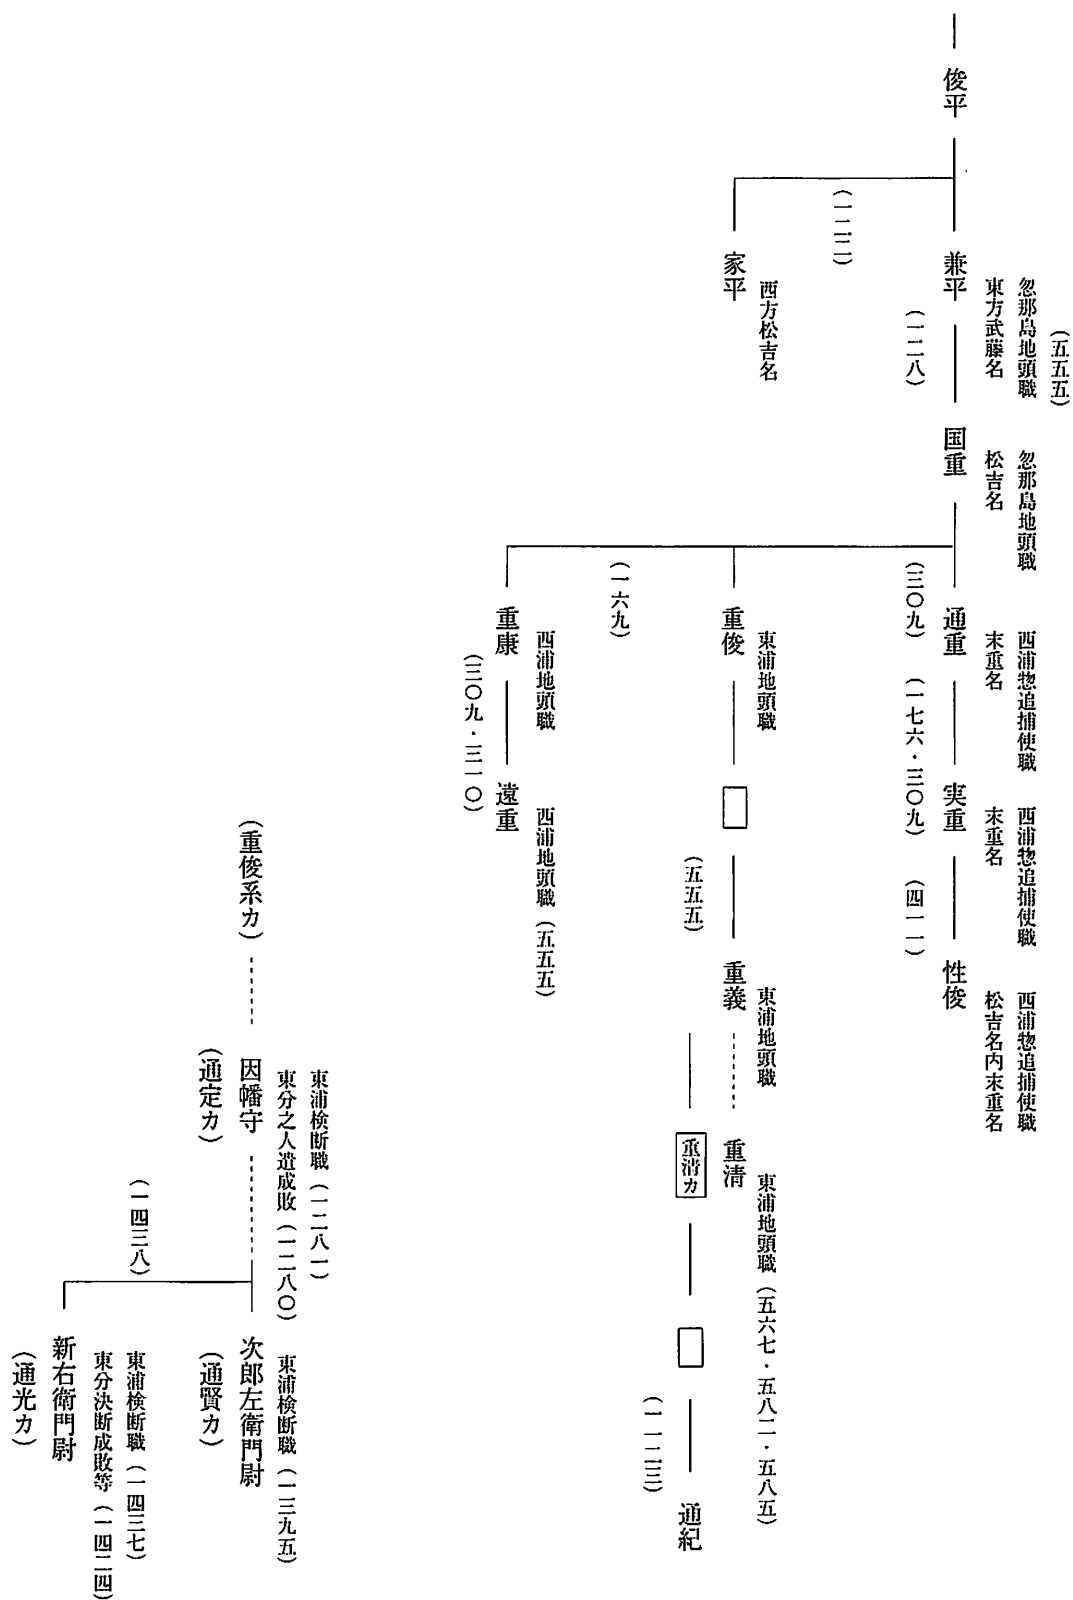 俊平
(五五五)
忽那島地頭職
東方武藤名
兼平
(一二八)
(一二二)
西方松吉名
家平
忽那島地頭職
松吉名
国重
西浦惣追捕使職
末重名
通重
(三〇九)
西浦惣追捕使職
末重名
実重
(一七六・三〇九)
西浦惣追捕使職
松吉名内末重名
性俊
(四一一)
(一六九)
東浦地頭職
重俊
東浦地頭職
重義
(五五五)
東浦地頭職(五六七・五八二・五八五)
重清
重清カ
通紀
(一一二三)
西浦地頭職
重康
西浦地頭職(五五五)
遠重
(三〇九・三一〇)
(重俊系カ)
東浦検断職(一二八一)
東分之人遣成敗(一二八〇)
因幡守
(通定カ)
東浦検断職(一三九五)
次郎左衛門尉
(通賢カ)
(一四三八)
東浦検断職(一四三七)
東分決断成敗等(一四二四)
新右衛門尉
(通光カ)